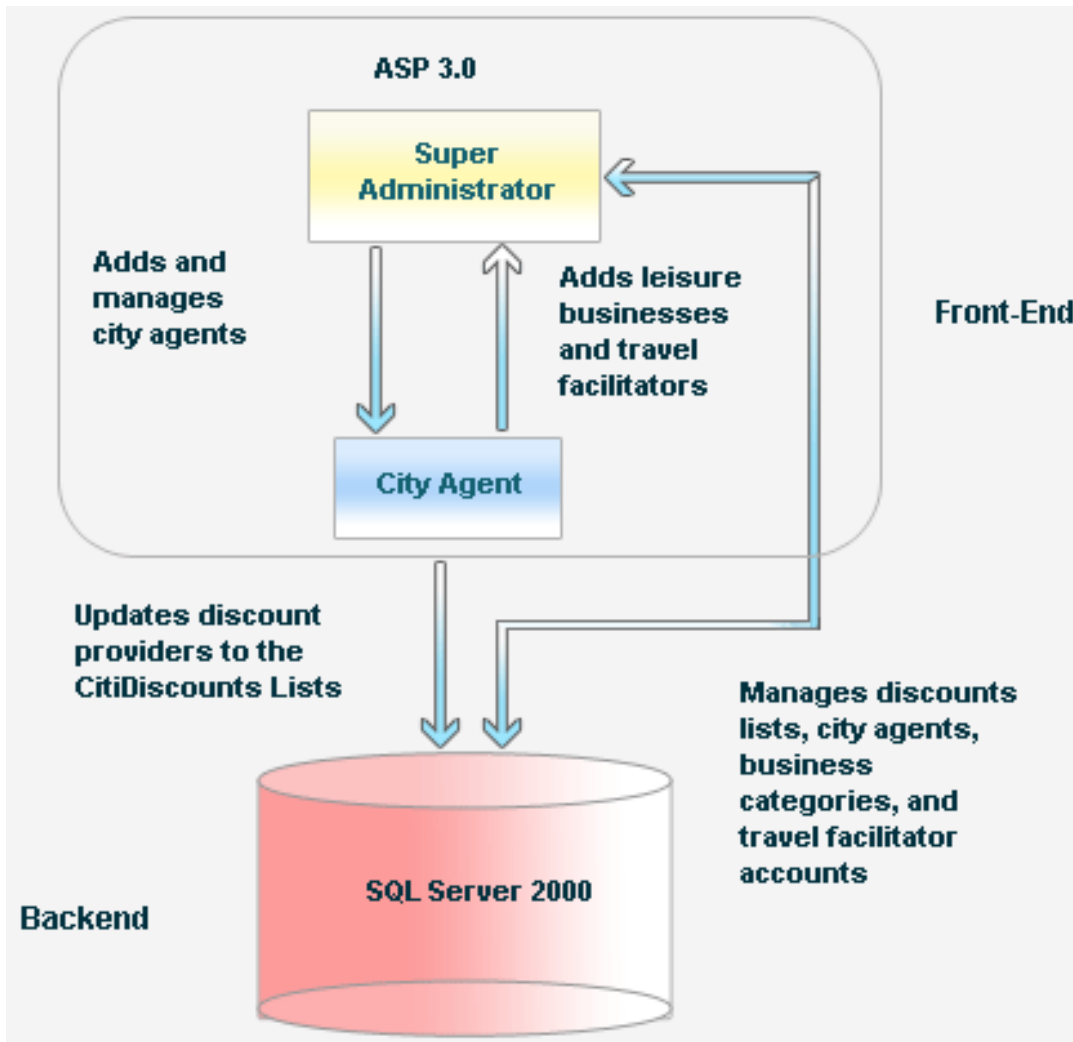 ASP 3.0
Super
Administrator
Adds and
manages
city agents
Adds leisure
businesses
and travel
facilitators
Front-End
City Agent
Updates discount
providers to the
CitiDiscounts Lists
Manages discounts
lists, city agents,
business
categories, and
travel facilitator
accounts
SQL Server 2000
Backend